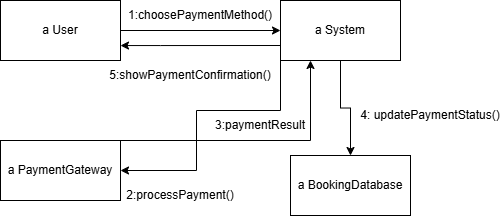 1:choosePaymentMethod()
a User
a System
5:showPaymentConfirmation()
4: updatePaymentStatus()
3:paymentResult
a PaymentGateway
2:processPayment()
a BookingDatabase